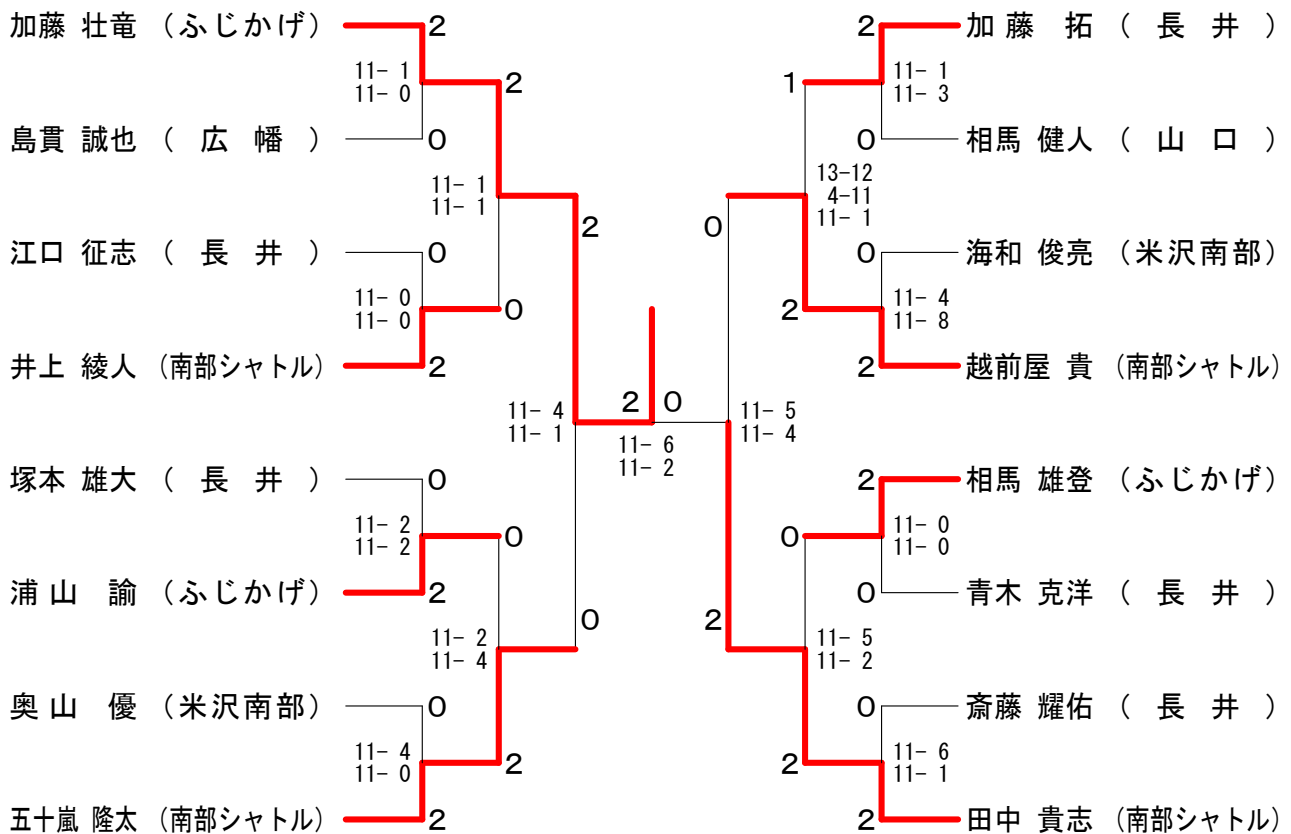 加藤 壮竜 (ふじかげ) 2
11- 1
11- 0
2
島貫 誠也 ( 広 幡 ) 0
11- 1
11- 1
2
江口 征志 ( 長 井 ) 0
11- 0
11- 0
0
井上 綾人 (南部シャトル) 2
11- 4
11- 1
塚本 雄大 ( 長 井 ) 0
11- 2
11- 2
0
浦山 諭 (ふじかげ) 2
11- 2
11- 4
0
奥山 優 (米沢南部) 0
11- 4
11- 0
2
五十嵐 隆太 (南部シャトル) 2
2 0
11- 6
11- 2
2 加藤 拓 ( 長 井 )
1
11- 1
11- 3
0 相馬 健人 ( 山 口 )
13-12
4-11
11- 1
0
0 海和 俊亮 (米沢南部)
2
11- 4
11- 8
2 越前屋 貴 (南部シャトル)
11- 5
11- 4
2 相馬 雄登 (ふじかげ)
0
11- 0
11- 0
0 青木 克洋 ( 長 井 )
2
11- 5
11- 2
0 斎藤 耀佑 ( 長 井 )
2
11- 6
11- 1
2 田中 貴志 (南部シャトル)